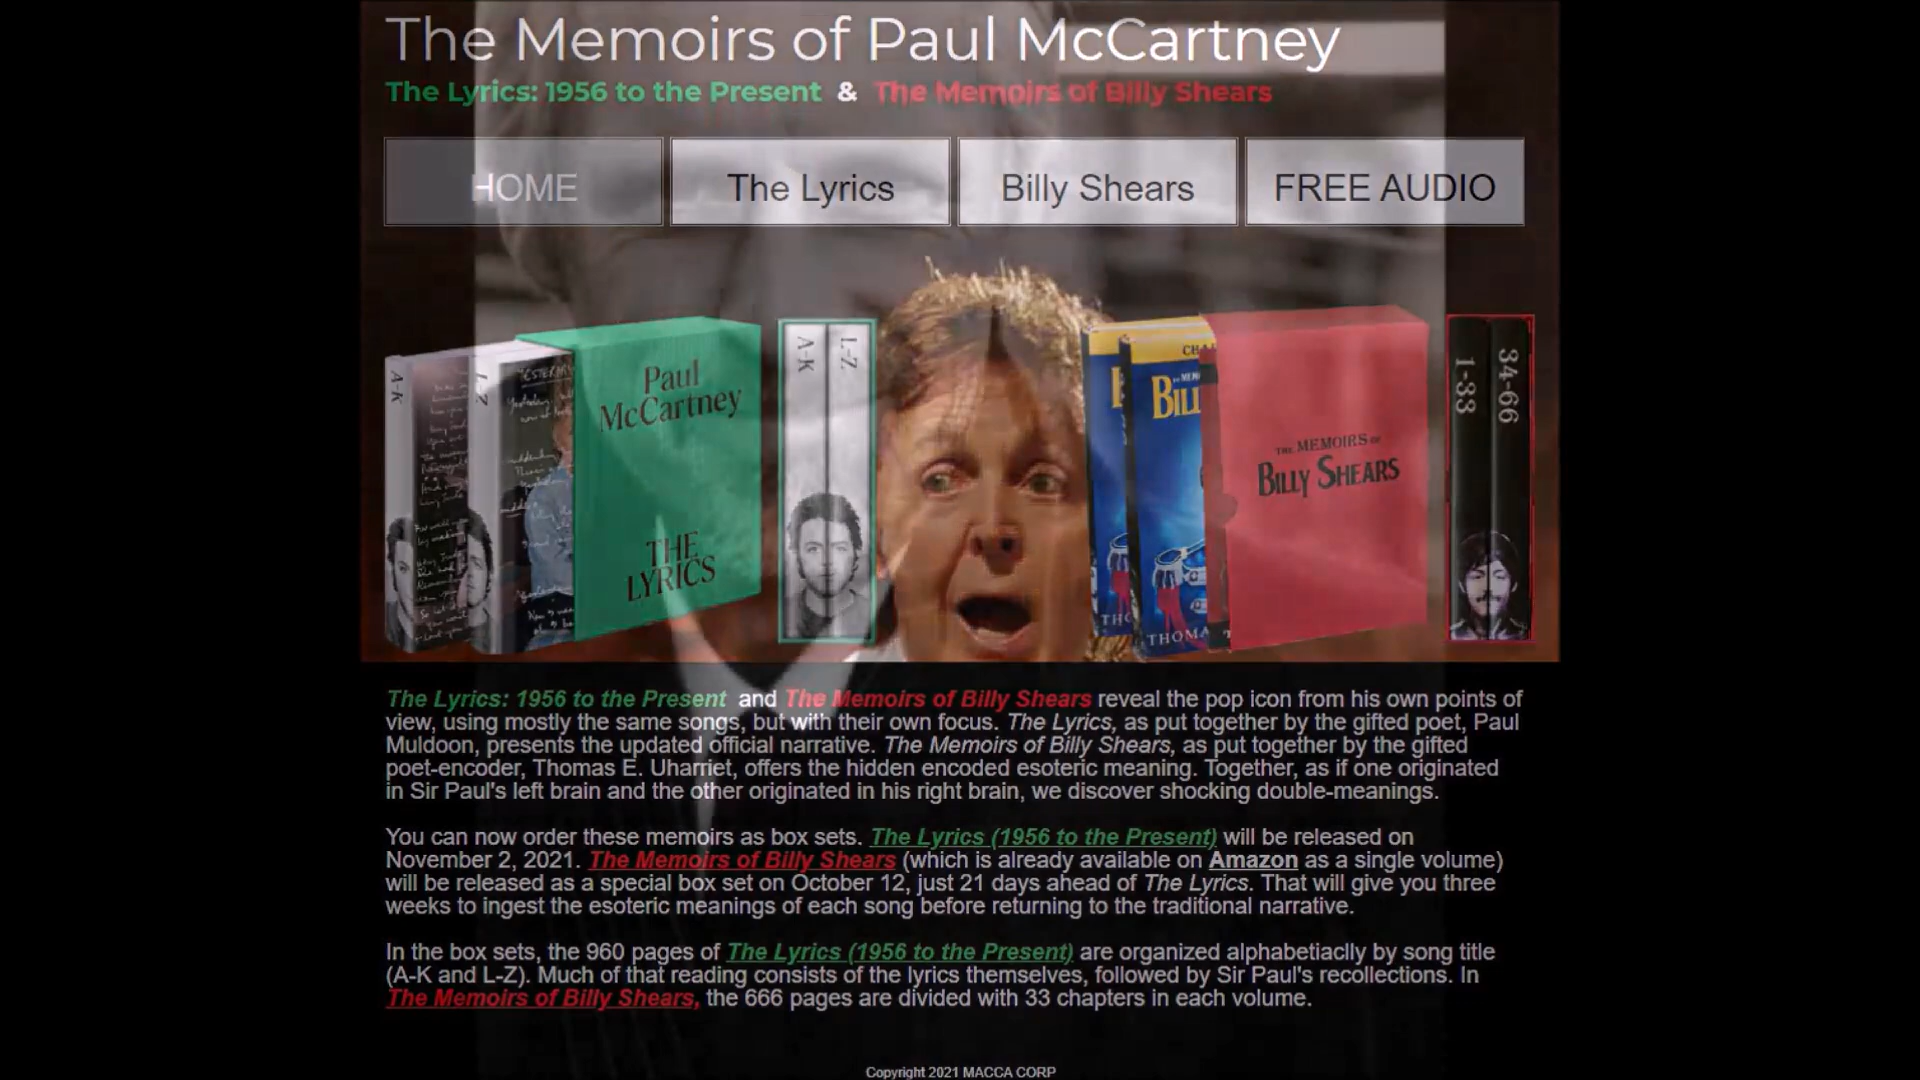 The Memoirs of Paul McCartney
The Lyrics: 1956 to the Present & The Memoirs of Billy Shears
HOME The Lyrics Billy Shears FREE AUDIO
A-K
L-Z
Paul
McCartney
THE
LYRICS
A-K L-Z
THE MEMOIRS OF
BILLY SHEARS
THOMA
1-33 34-66
The Lyrics: 1956 to the Present and The Memoirs of Billy Shears reveal the pop icon from his own points of
view, using mostly the same songs, but with their own focus. The Lyrics, as put together by the gifted poet, Paul
Muldoon, presents the updated official narrative. The Memoirs of Billy Shears, as put together by the gifted
poet-encoder, Thomas E. Uharriet, offers the hidden encoded esoteric meaning. Together, as if one originated
in Sir Paul's left brain and the other originated in his right brain, we discover shocking double-meanings.
You can now order these memoirs as box sets. The Lyrics (1956 to the Present) will be released on
November 2, 2021. The Memoirs of Billy Shears (which is already available on Amazon as a single volume)
will be released as a special box set on October 12, just 21 days ahead of The Lyrics. That will give you three
weeks to ingest the esoteric meanings of each song before returning to the traditional narrative.
In the box sets, the 960 pages of The Lyrics (1956 to the Present) are organized alphabetiaclly by song title
(A-K and L-Z). Much of that reading consists of the lyrics themselves, followed by Sir Paul's recollections. In
The Memoirs of Billy Shears, the 666 pages are divided with 33 chapters in each volume.
Copyright 2021 MACCA CORP